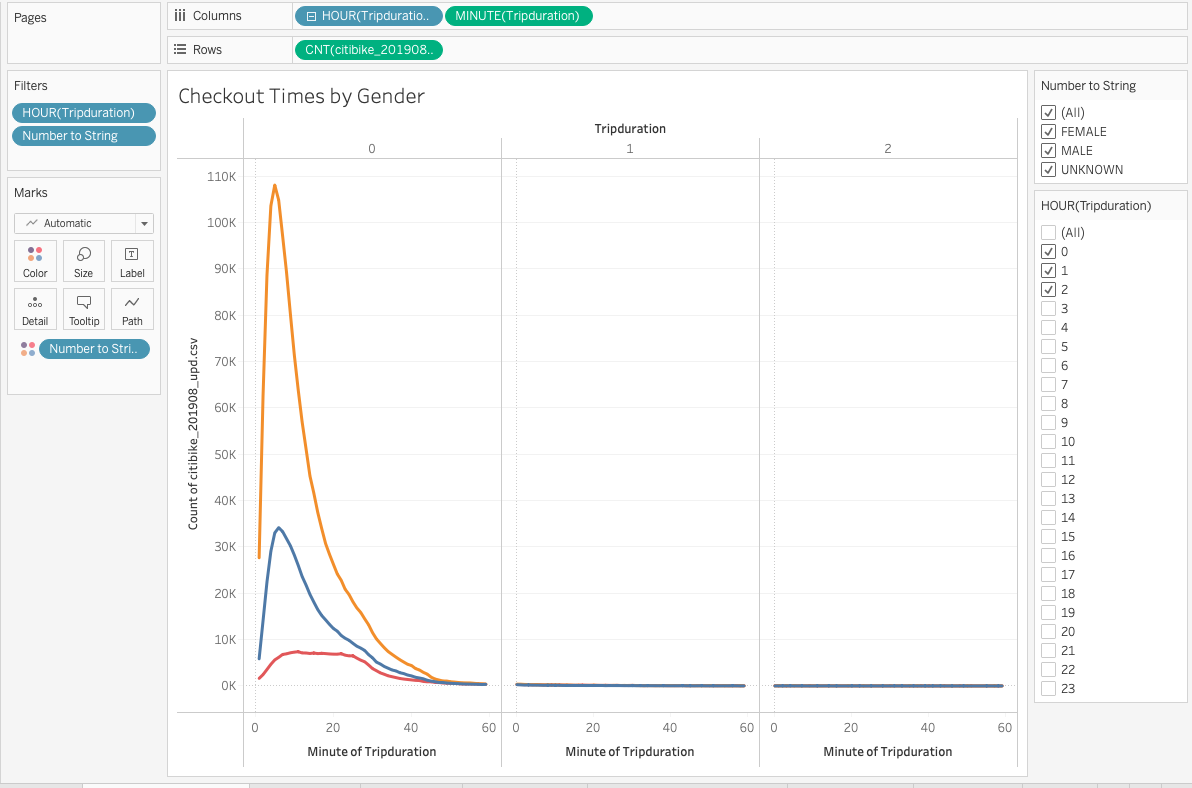 Pages
Columns
HOUR(Tripduratio..
MINUTE(Tripduration)
Rows
CNT(citibike_201908..
Filters
HOUR(Tripduration)
Number to String
Marks
Automatic
Color
Size
Label
Detail
Tooltip
Path
Number to Stri..
Checkout Times by Gender
Tripduration
0
1
2
110K
100K
90K
80K
70K
60K
50K
40K
30K
20K
10K
0K
Count of citibike_201908_upd.csv
0 20 40 60
0 20 40 60
0 20 40 60
Minute of Tripduration
Minute of Tripduration
Minute of Tripduration
Number to String
(All)
FEMALE
MALE
UNKNOWN
HOUR(Tripduration)
(All)
0
1
2
3
4
5
6
7
8
9
10
11
12
13
14
15
16
17
18
19
20
21
22
23